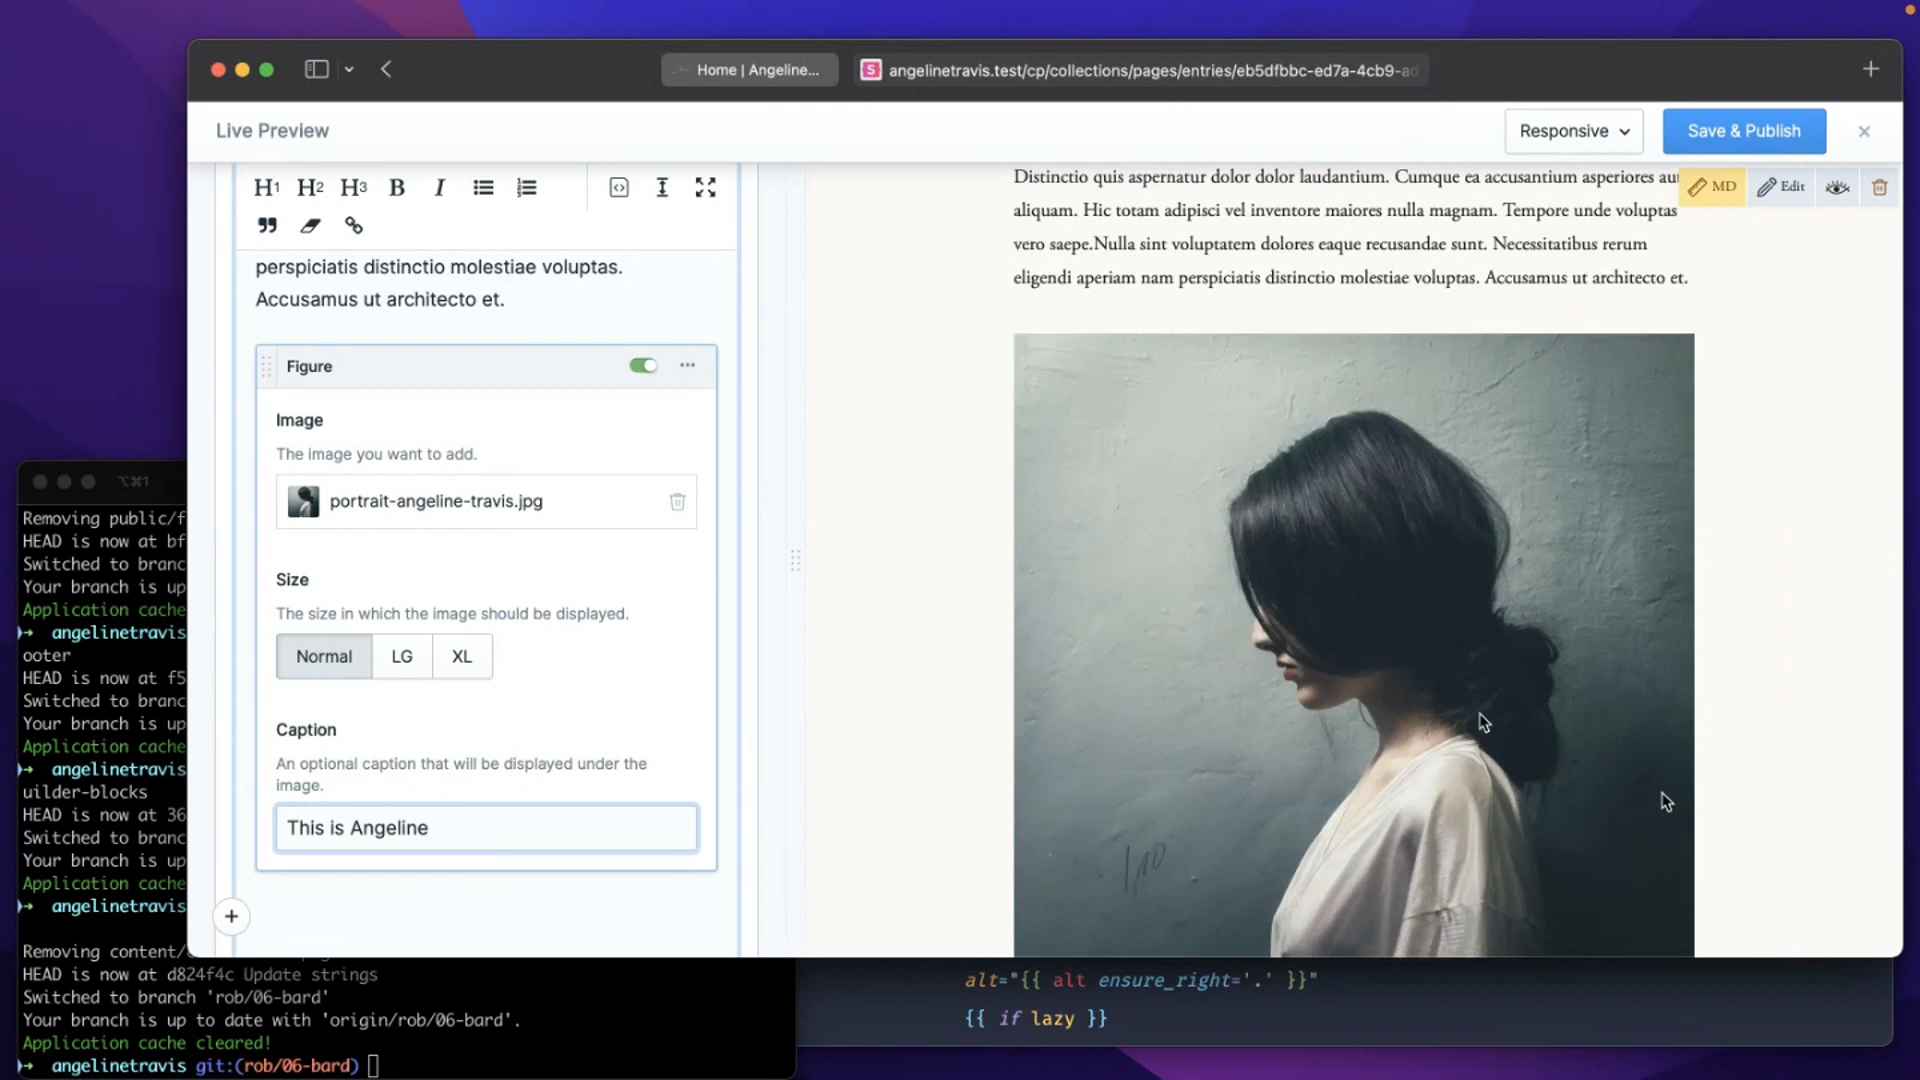 Home | Angeline...
angelinetravis.test/cp/collections/pages/entries/eb5dfbbc-ed7a-4cb9-ad
Live Preview
Responsive
Save & Publish
H1 H2 H3 B I
perspiciatis distinctio molestiae voluptas.
Accusamus ut architecto et.
Figure
Image
The image you want to add.
portrait-angeline-travis.jpg
Size
The size in which the image should be displayed.
Normal LG XL
Caption
An optional caption that will be displayed under the
image.
This is Angeline
MD Edit
Distinctio quis aspernatur dolor dolor laudantium. Cumque ea accusantium asperiores au
aliquam. Hic totam adipisci vel inventore maiores nulla magnam. Tempore unde voluptas
vero saepe.Nulla sint voluptatem dolores eaque recusandae sunt. Necessitatibus rerum
eligendi aperiam nam perspiciatis distinctio molestiae voluptas. Accusamus ut architecto et.
⌥⌘1
Removing public/f
HEAD is now at bf
Switched to branc
Your branch is up
Application cache
➜ angelinetravis
ooter
HEAD is now at f5
Switched to branc
Your branch is up
Application cache
➜ angelinetravis
uilder-blocks
HEAD is now at 36
Switched to branc
Your branch is up
Application cache
➜ angelinetravis
Removing content/
HEAD is now at d824f4c Update strings
Switched to branch 'rob/06-bard'
Your branch is up to date with 'origin/rob/06-bard'.
Application cache cleared!
➜ angelinetravis git:(rob/06-bard)
alt="{{ alt ensure_right='.' }}"
{{ if lazy }}